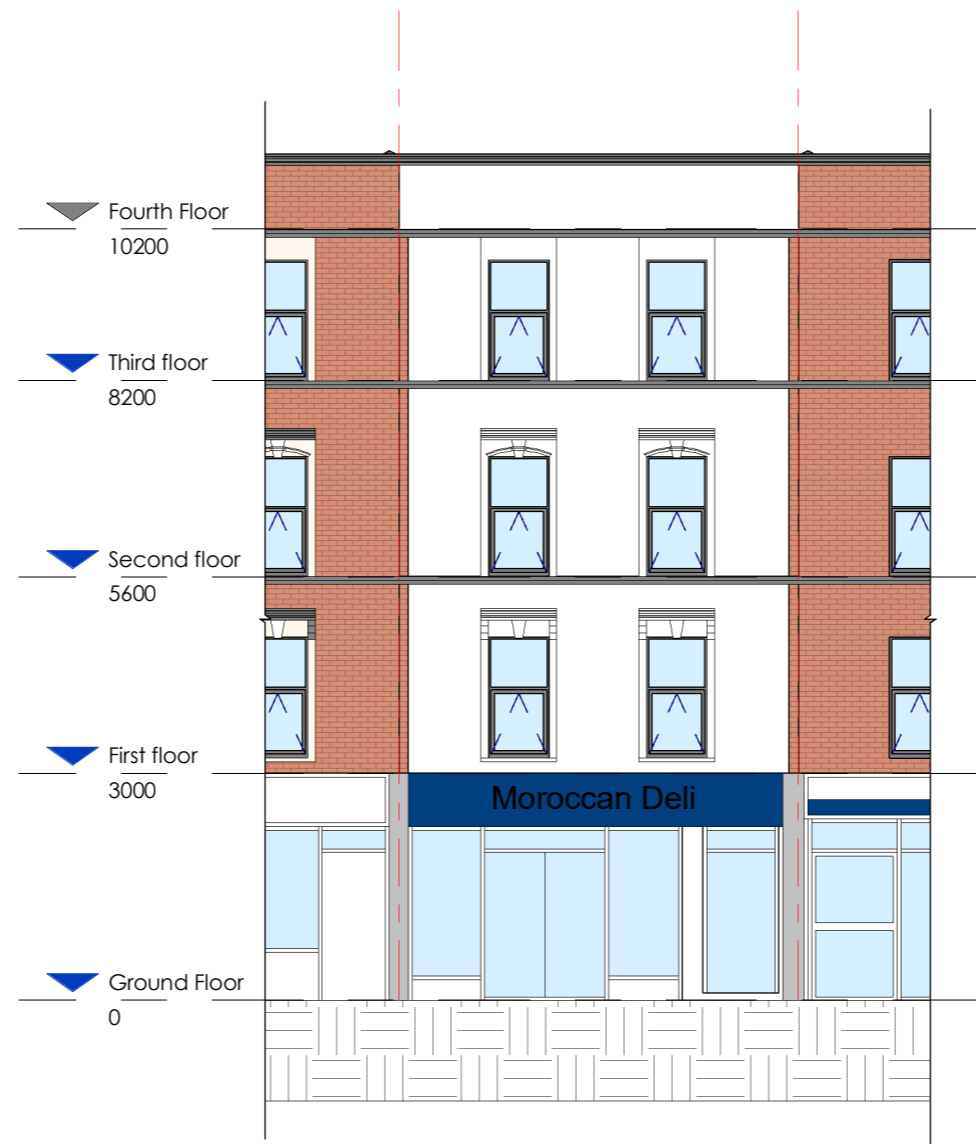 Fourth Floor
10200
Third floor
8200
Second floor
5600
First floor
3000
Moroccan Deli
Ground Floor
0